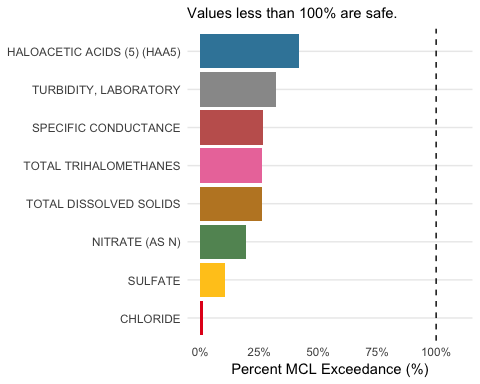 Values less than 100% are safe.
HALOACETIC ACIDS (5) (HAA5)
TURBIDITY, LABORATORY
SPECIFIC CONDUCTANCE
TOTAL TRIHALOMETHANES
TOTAL DISSOLVED SOLIDS
NITRATE (AS N)
SULFATE
CHLORIDE
0% 25% 50% 75% 100%
Percent MCL Exceedance (%)